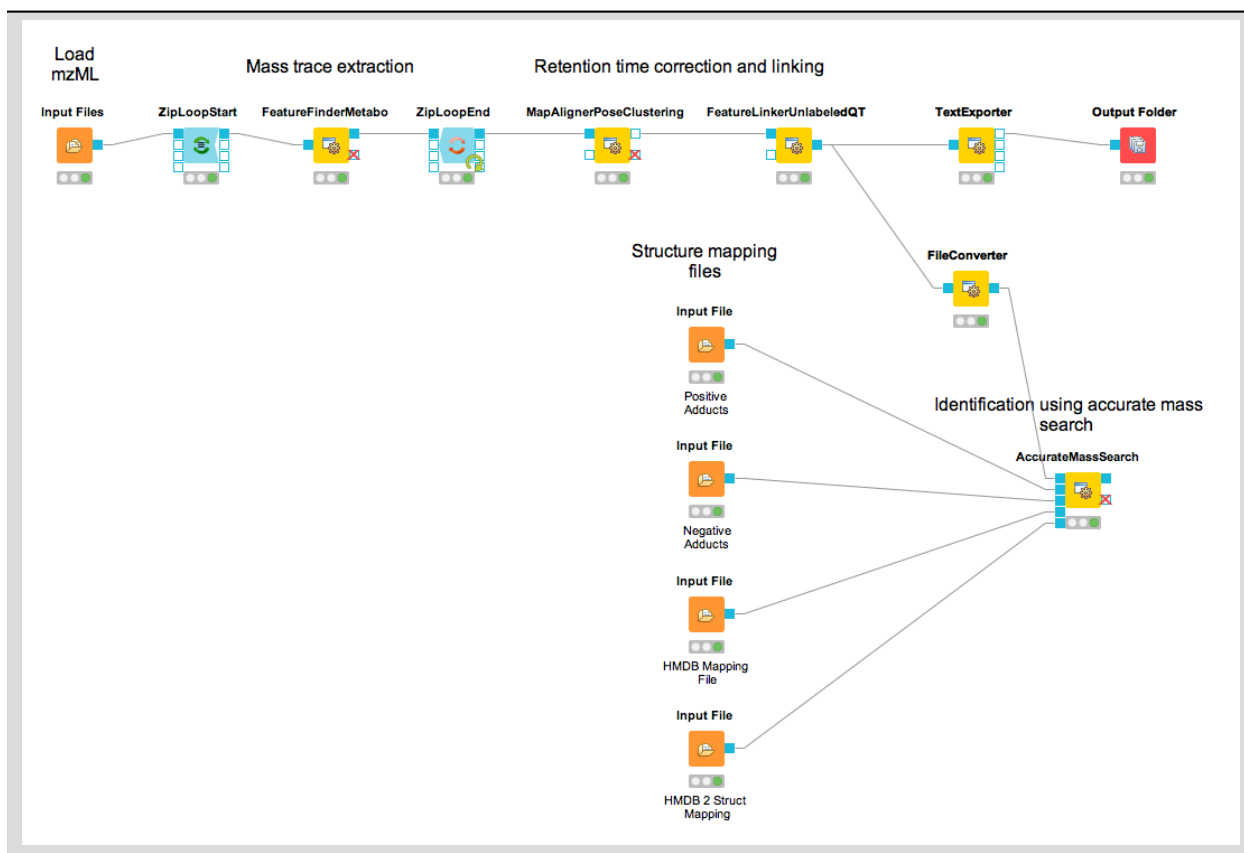 Load
mzML
Mass trace extraction
Retention time correction and linking
Input Files
ZipLoopStart
FeatureFinderMetabo
ZipLoopEnd
MapAlignerPoseClustering
FeatureLinkerUnlabeledQT
TextExporter
Output Folder
Structure mapping
files
FileConverter
Input File
Positive
Adducts
Identification using accurate mass
search
Input File
AccurateMassSearch
Negative
Adducts
Input File
HMDB Mapping
File
Input File
HMDB 2 Struct
Mapping